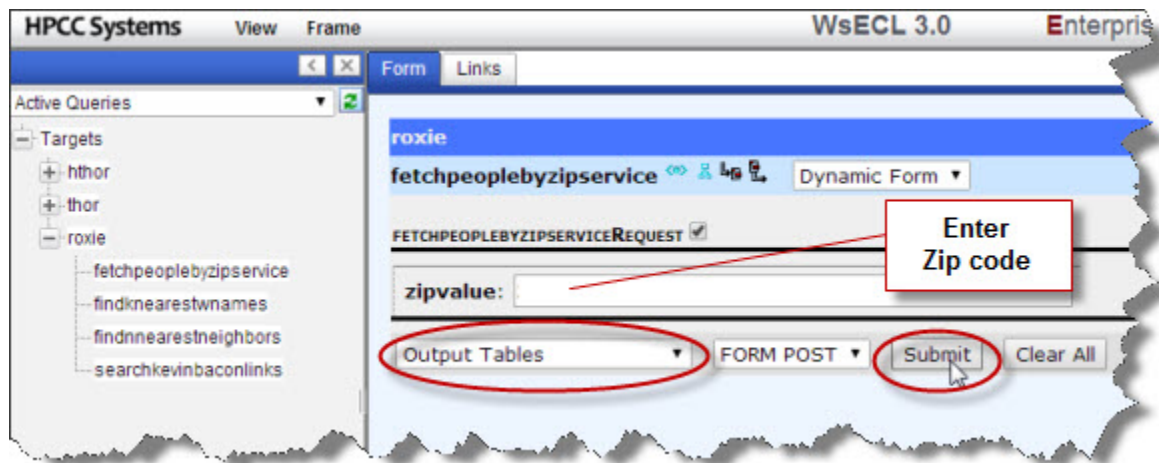 HPCC Systems View Frame WsECL 3.0 Enterpris
Form Links
Active Queries
Targets
hthor
thor
roxie
fetchpeoplebyzipservice
findknearestwnames
findnnearestneighbors
searchkevinbaconlinks
roxie
fetchpeoplebyzipservice Dynamic Form
FETCHPEOPLEBYZIPSERVICEREQUEST
Enter
Zip code
zipvalue:
Output Tables FORM POST Submit Clear All